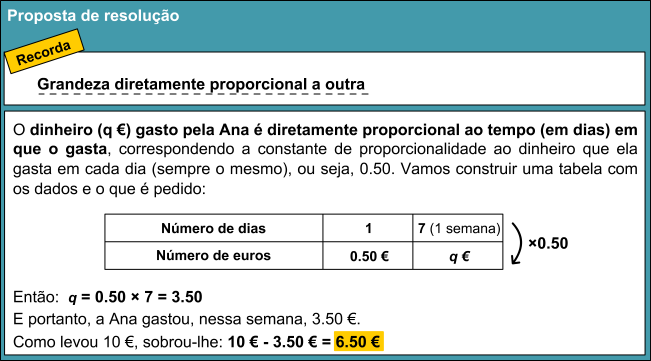 Proposta de resolução
Recorda
Grandeza diretamente proporcional a outra
O dinheiro (q €) gasto pela Ana é diretamente proporcional ao tempo (em dias) em
que o gasta, correspondendo a constante de proporcionalidade ao dinheiro que ela
gasta em cada dia (sempre o mesmo), ou seja, 0.50. Vamos construir uma tabela com
os dados e o que é pedido:
Número de dias 1 7 (1 semana)
Número de euros 0.50 € q €
×0.50
Então: q = 0.50 × 7 = 3.50
E portanto, a Ana gastou, nessa semana, 3.50 €.
Como levou 10 €, sobrou-lhe: 10 € - 3.50 € = 6.50 €